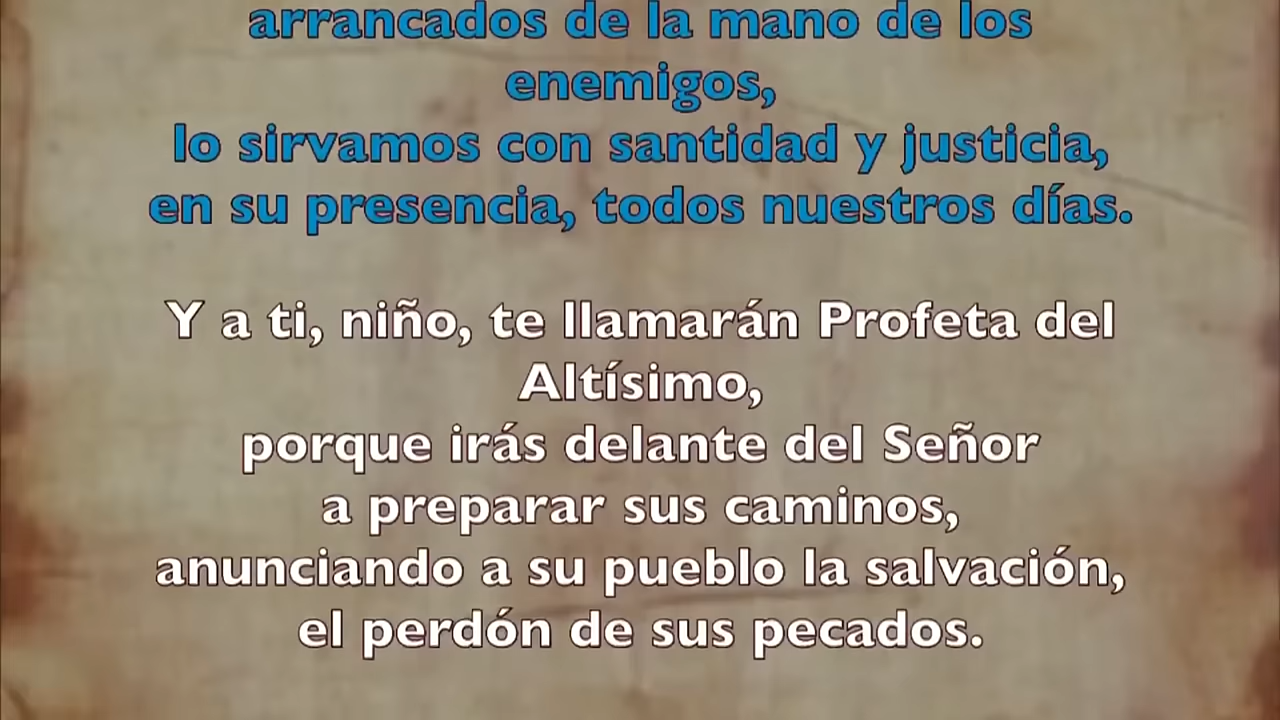 arrancados de la mano de los
enemigos,
lo sirvamos con santidad y justicia,
en su presencia, todos nuestros días.
Y a ti, niño, te llamarán Profeta del
Altísimo,
porque irás delante del Señor
a preparar sus caminos,
anunciando a su pueblo la salvación,
el perdón de sus pecados.